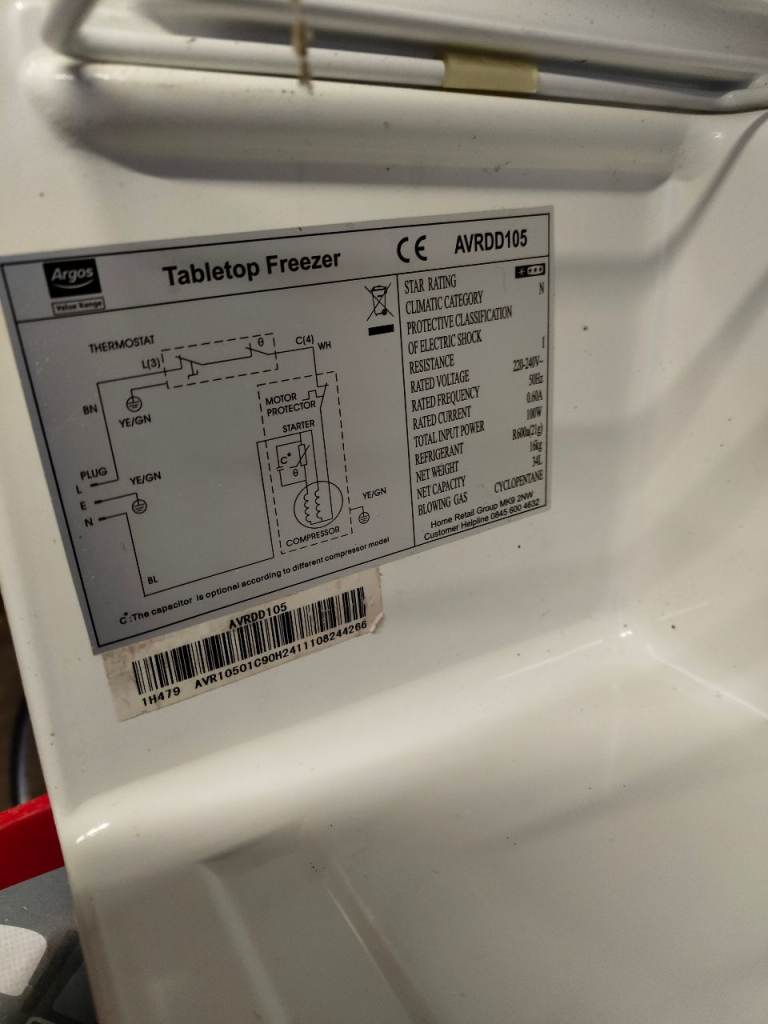 Argos
Value Range
Tabletop Freezer
CE AVRDD105
THERMOSTAT
L(3)
θ
C(4)
WH
BN
YE/GN
MOTOR
PROTECTOR
STARTER
C*
θ
PLUG
L
E
N
YE/GN
YE/GN
COMPRESSOR
BL
C*:The capacitor is optional according to different compressor model
STAR RATING
CLIMATIC CATEGORY N
PROTECTIVE CLASSIFICATION
OF ELECTRIC SHOCK I
RESISTANCE
RATED VOLTAGE 220-240V~
RATED FREQUENCY 50Hz
RATED CURRENT 0.60A
TOTAL INPUT POWER 100W
REFRIGERANT R600a(21g)
NET WEIGHT 16kg
NET CAPACITY 34L
BLOWING GAS CYCLOPENTANE
Home Retail Group MK9 2NW
Customer Helpline 0845 600 4632
AVRDD105
1H479 AVR10501C90H2411108244266